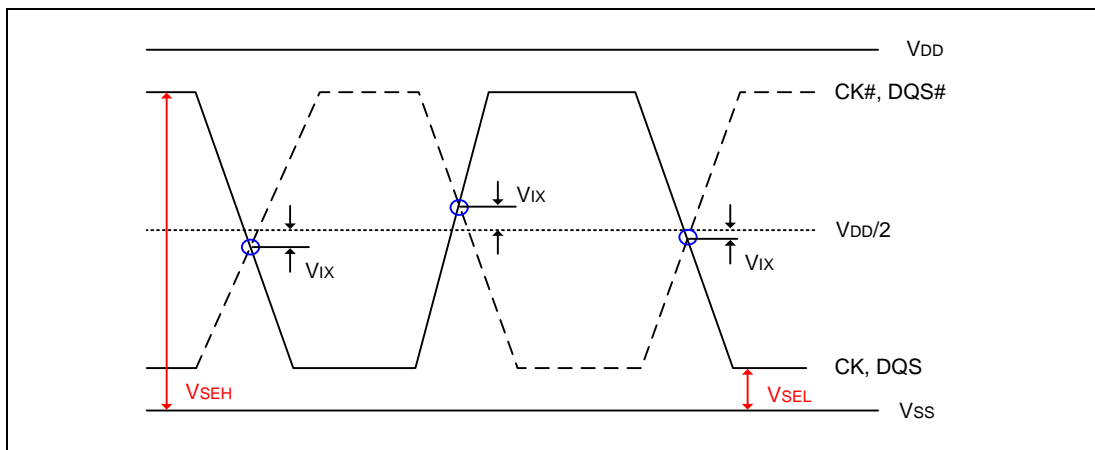 VDD
CK#, DQS#
VIX
VDD/2
VIX
VIX
CK, DQS
VSEH
VSEL
VSS